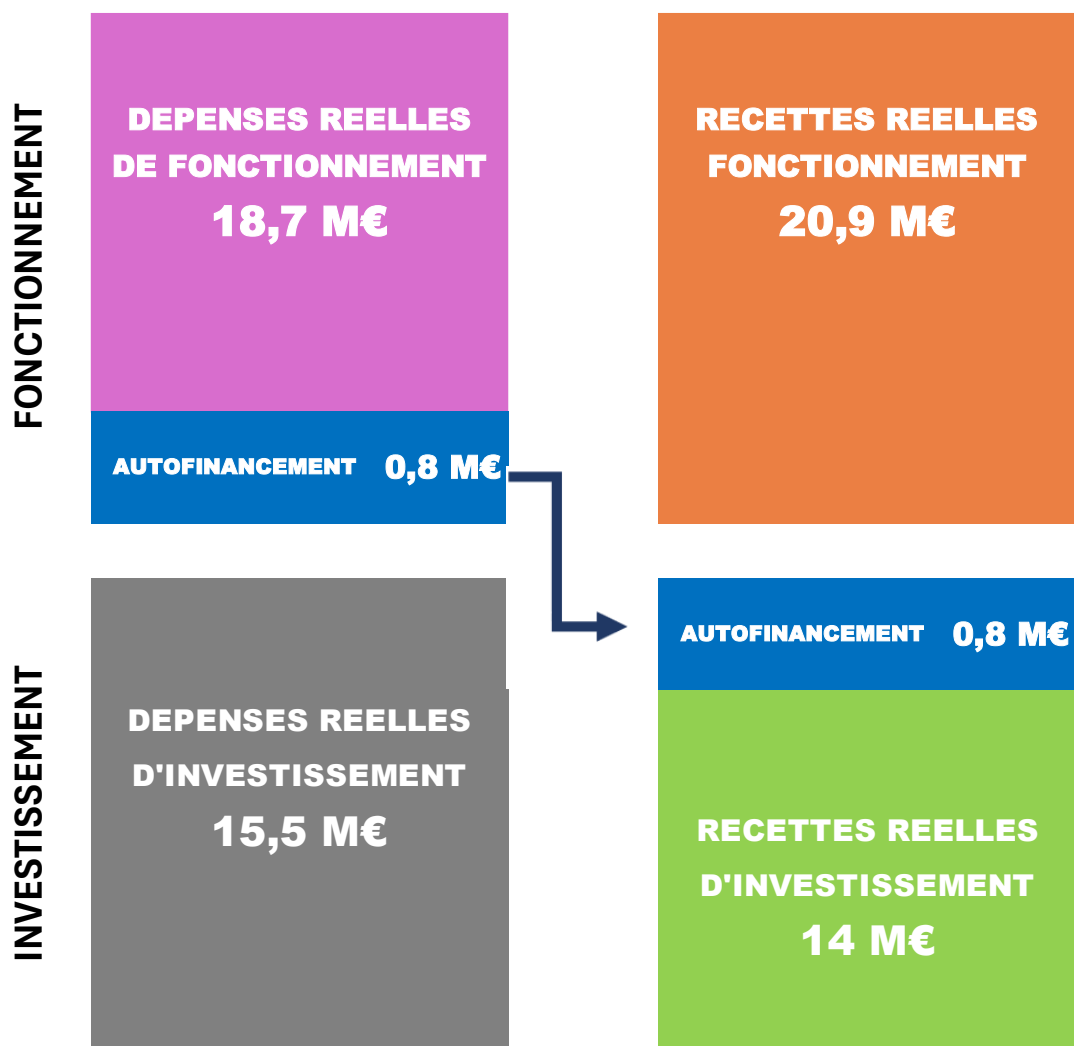 FONCTIONNEMENT
DEPENSES REELLES
DE FONCTIONNEMENT
18,7 M€
AUTOFINANCEMENT 0,8 M€
RECETTES REELLES
FONCTIONNEMENT
20,9 M€
INVESTISSEMENT
DEPENSES REELLES
D'INVESTISSEMENT
15,5 M€
AUTOFINANCEMENT 0,8 M€
RECETTES REELLES
D'INVESTISSEMENT
14 M€